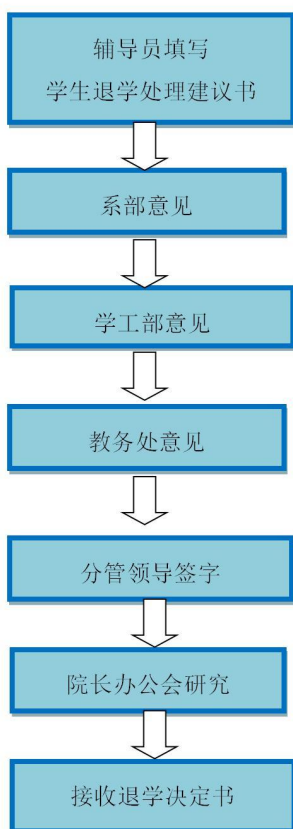 辅导员填写
学生退学处理建议书
系部意见
学工部意见
教务处意见
分管领导签字
院长办公会研究
接收退学决定书